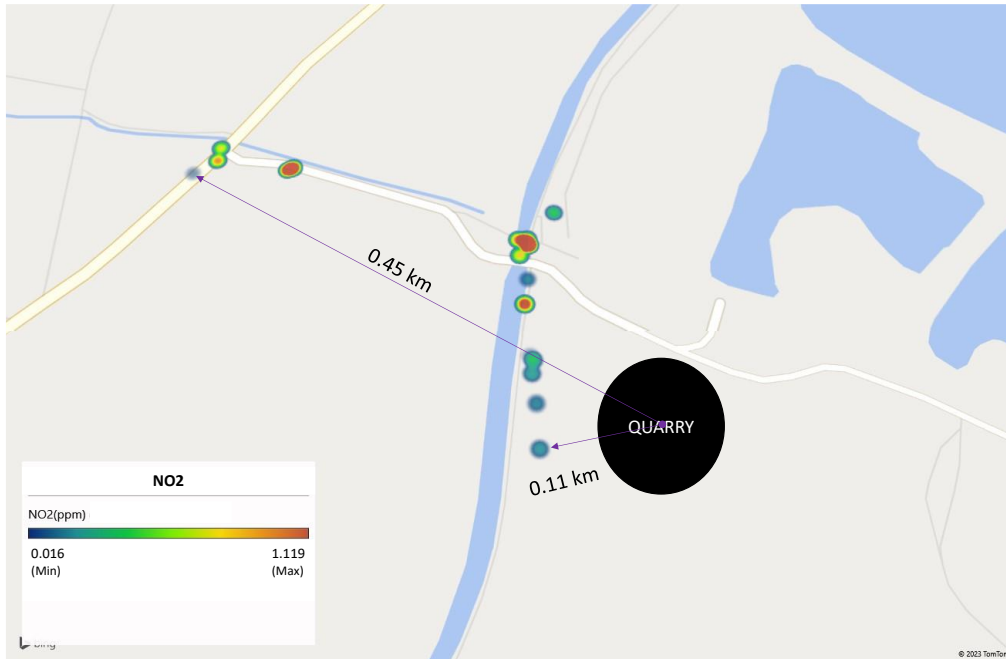 0.45 km
QUARRY
0.11 km
NO2
NO2(ppm)
0.016
1.119
(Min)
(Max)
© 2023 TomTom